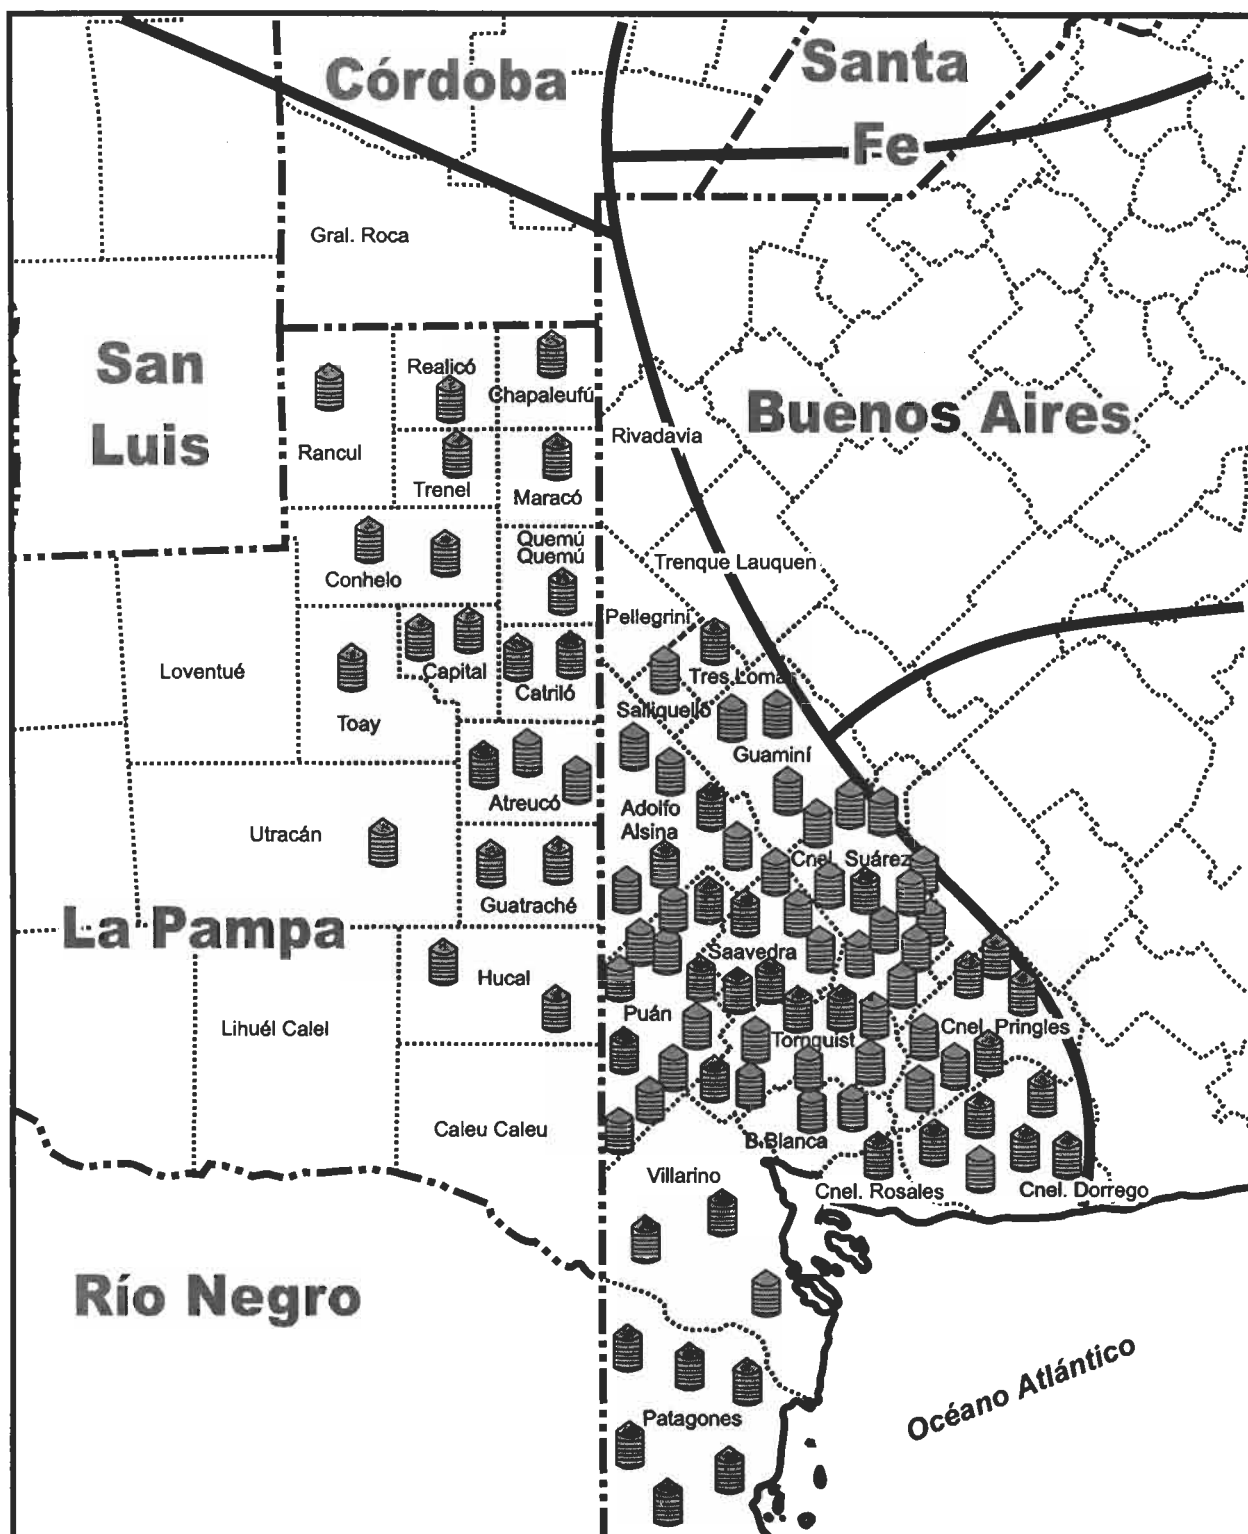 Córdoba
Santa
Fe
Gral. Roca
San
Luis
Realicó
Chapaleufú
Buenos Aires
Rancul
Rivadavia
Trenel
Maracó
Quemú
Quemú
Conhelo
Trenque Lauquen
Pellegrini
Loventué
Capital
Catriló
Tres Lomas
Salliquelló
Toay
Guaminí
Atreucó
Adolfo
Alsina
Utracán
Cnel. Suárez
Guatraché
La Pampa
Saavedra
Hucal
Puán
Lihuél Calel
Tornquist
Cnel. Pringles
Caleu Caleu
B.Blanca
Villarino
Cnel. Rosales
Cnel. Dorrego
Río Negro
Océano Atlántico
Patagones